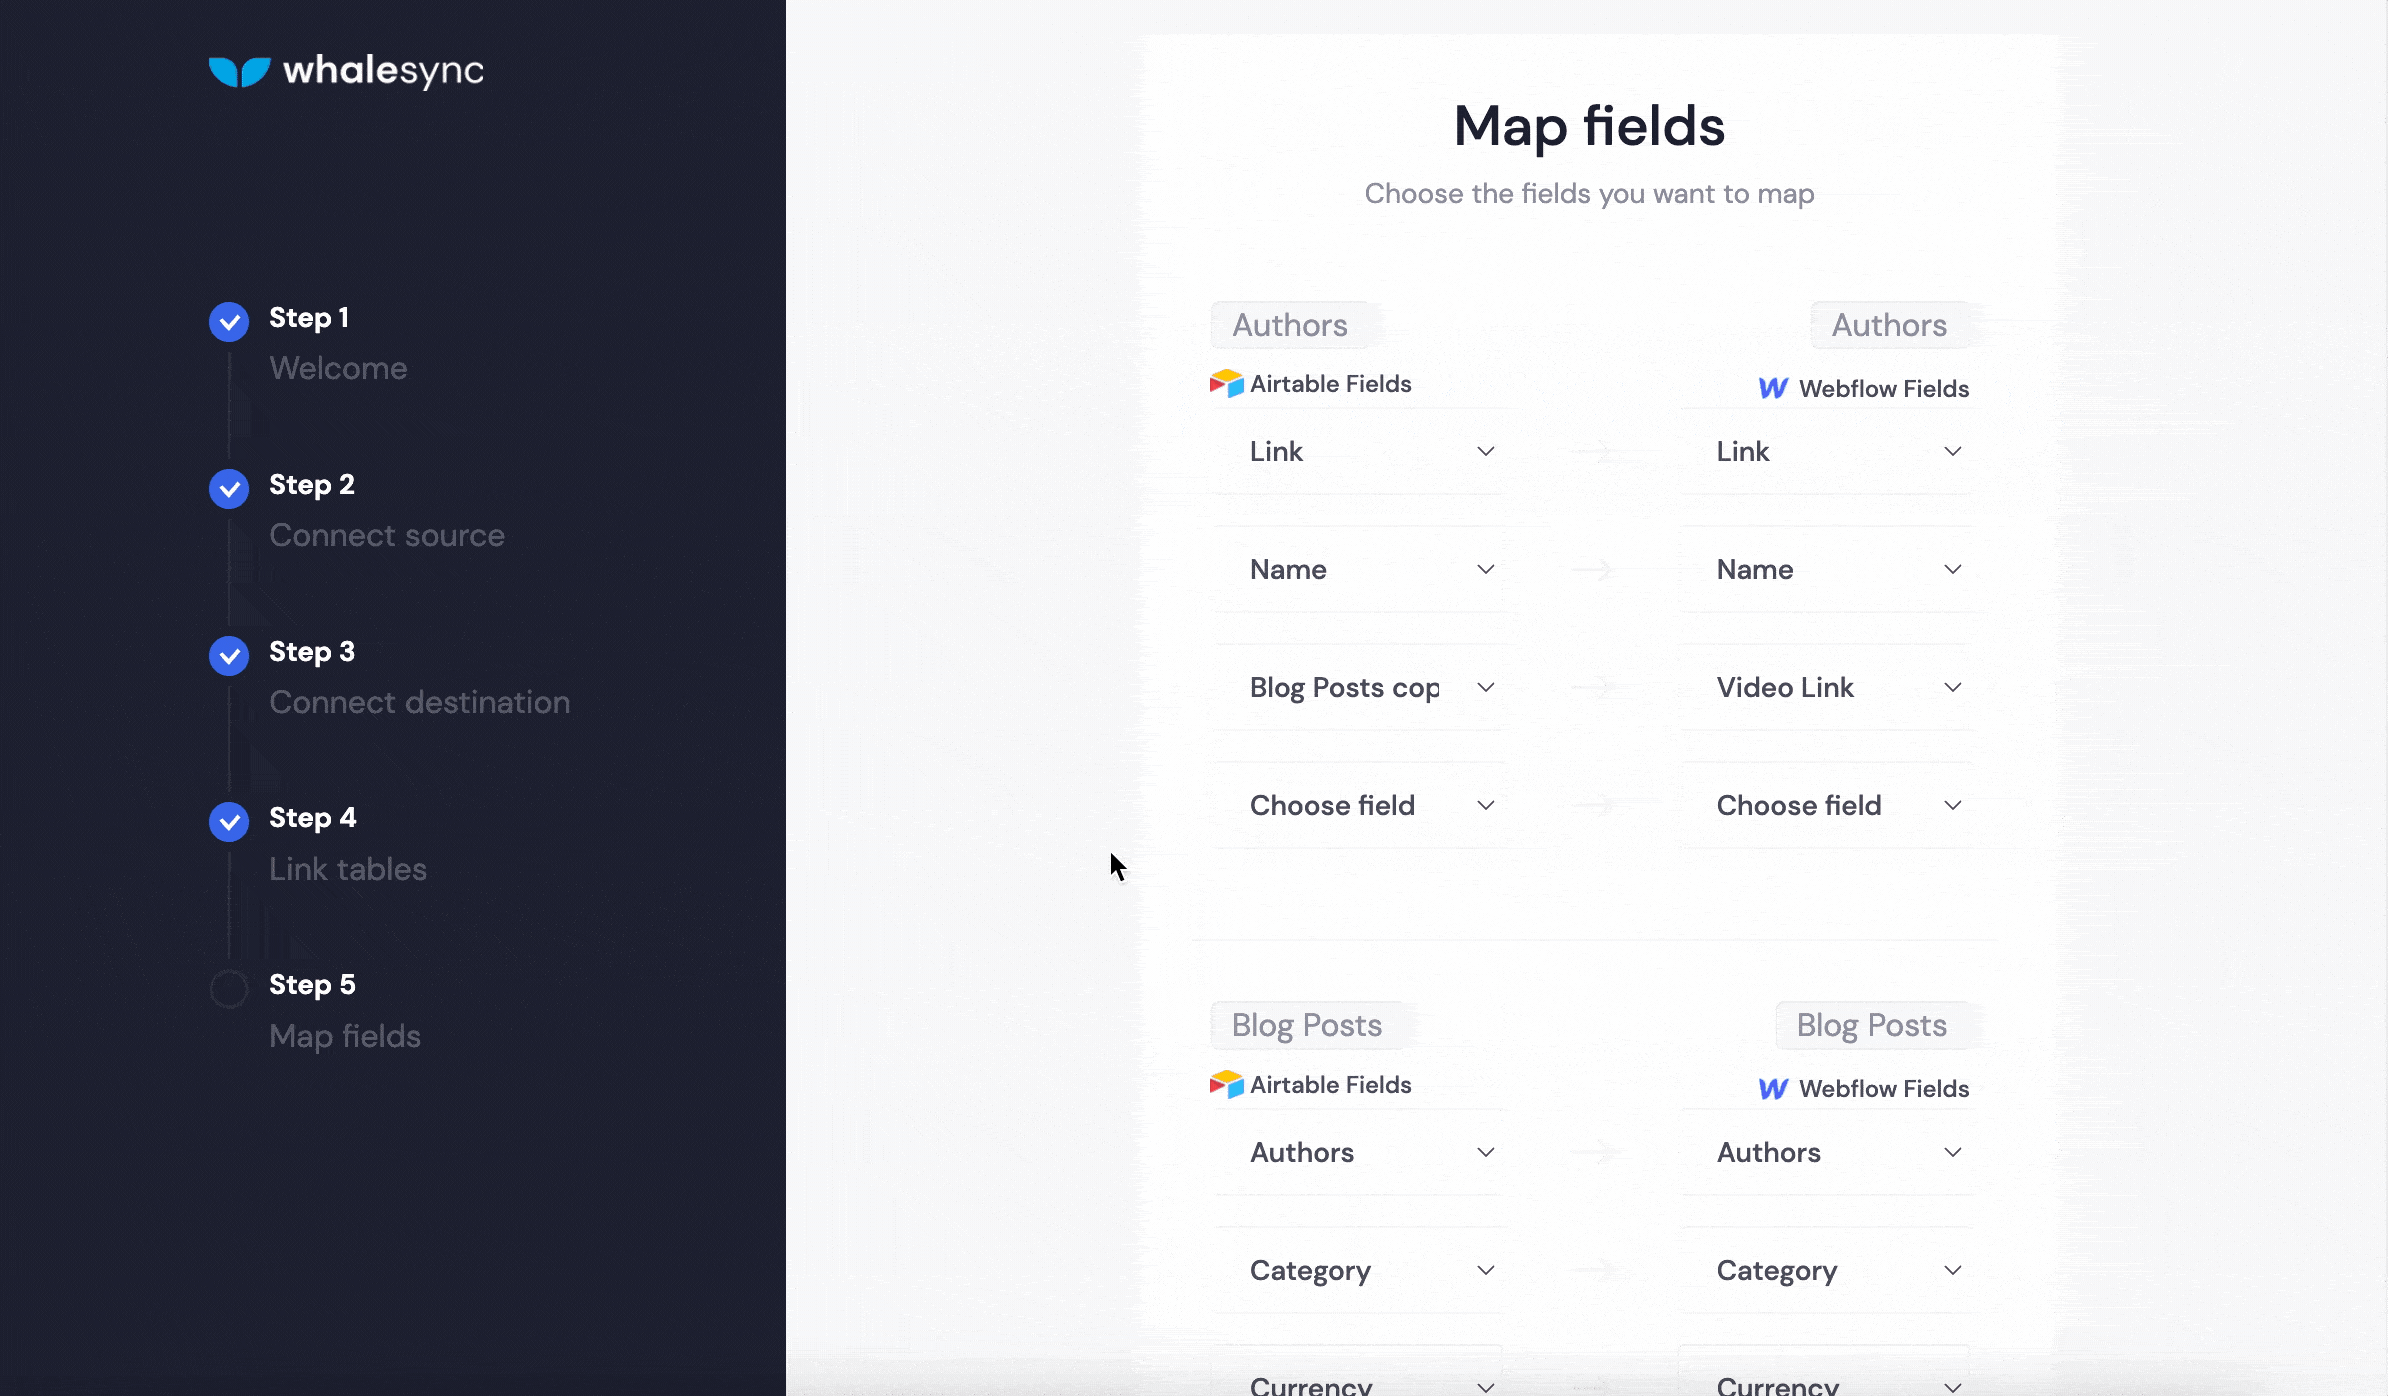 whalesync
Step 1
Welcome
Step 2
Connect source
Step 3
Connect destination
Step 4
Link tables
Step 5
Map fields
Map fields
Choose the fields you want to map
Authors Authors
Airtable Fields Webflow Fields
Link Link
Name Name
Blog Posts cop Video Link
Choose field Choose field
Blog Posts Blog Posts
Airtable Fields Webflow Fields
Authors Authors
Category Category
Currency Currency